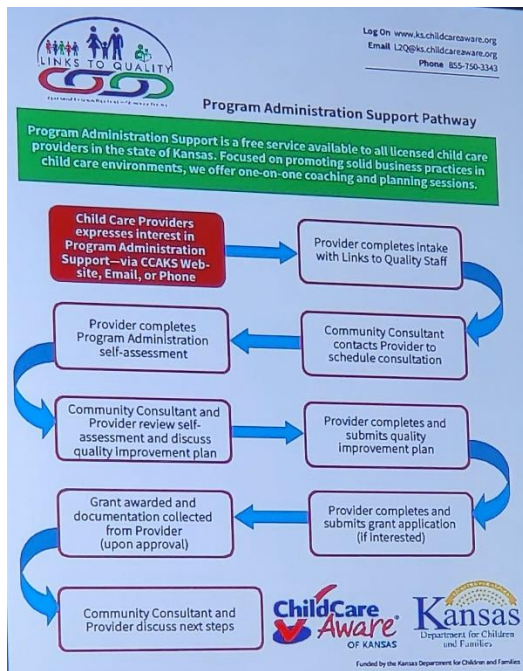 Log On www.ks.childcareaware.org
Email L2Q@ks.childcareaware.org
Phone 855-750-3343
LINKS TO QUALITY
Program Administration Support Pathway
Program Administration Support is a free service available to all licensed child care
providers in the state of Kansas. Focused on promoting solid business practices in
child care environments, we offer one-on-one coaching and planning sessions.
Child Care Providers
expresses interest in
Program Administration
Support—via CCAKS Web-
site, Email, or Phone
Provider completes Intake
with Links to Quality Staff
Community Consultant
contacts Provider to
schedule consultation
Provider completes
Program Administration
self-assessment
Community Consultant and
Provider review self-
assessment and discuss
quality improvement plan
Provider completes and
submits quality
improvement plan
Provider completes and
submits grant application
(if interested)
Grant awarded and
documentation collected
from Provider
(upon approval)
Community Consultant and
Provider discuss next steps
ChildCare
Aware®
OF KANSAS
Kansas
Department for Children
and Families
Funded by the Kansas Department for Children and Families